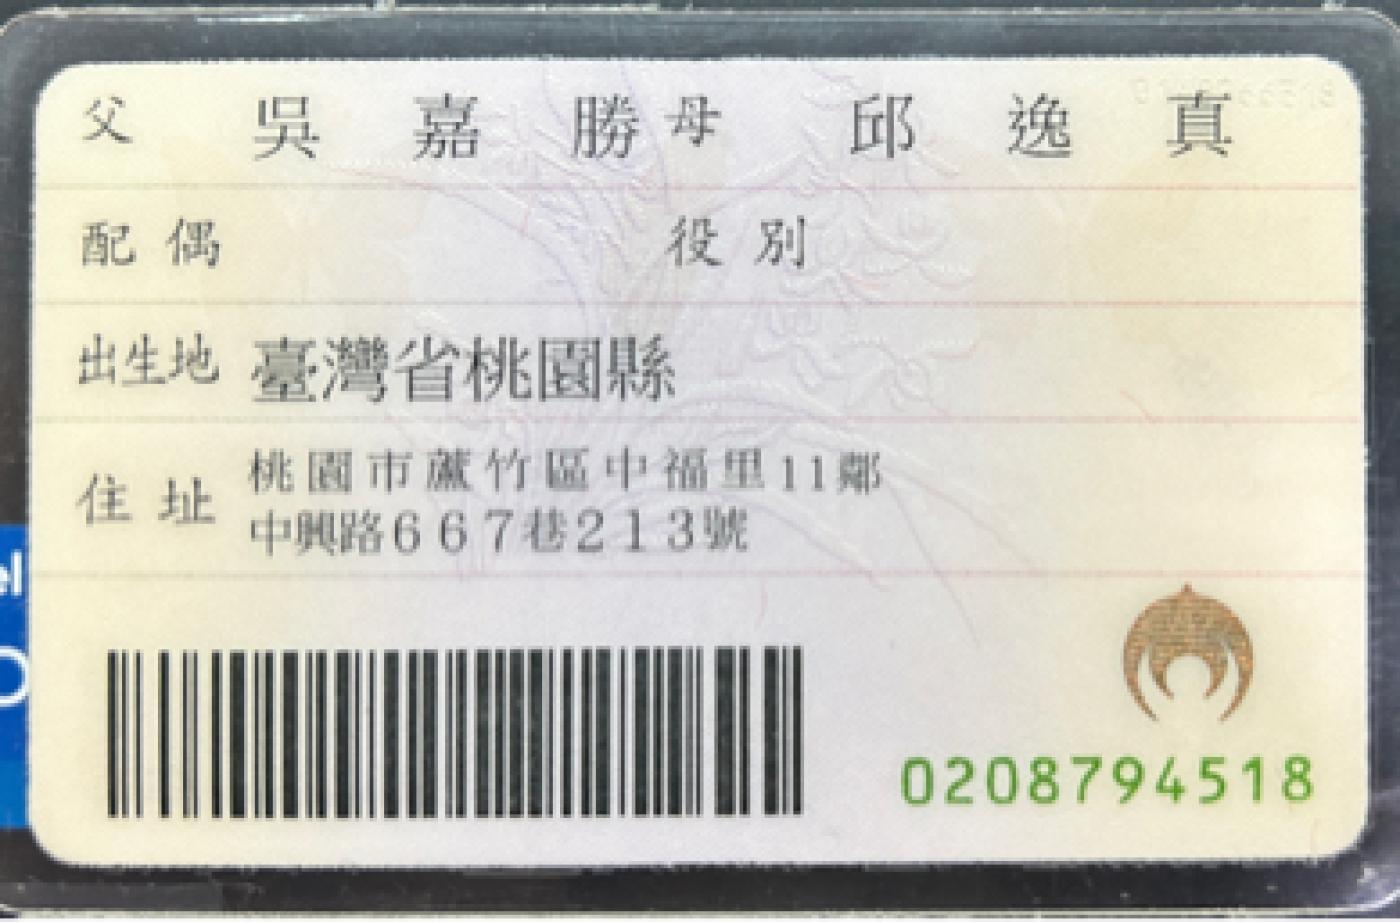 父 吳嘉勝 母 邱逸真
配偶 役別
出生地 臺灣省桃園縣
住址 桃園市蘆竹區中福里11鄰
中興路667巷213號
0208794518